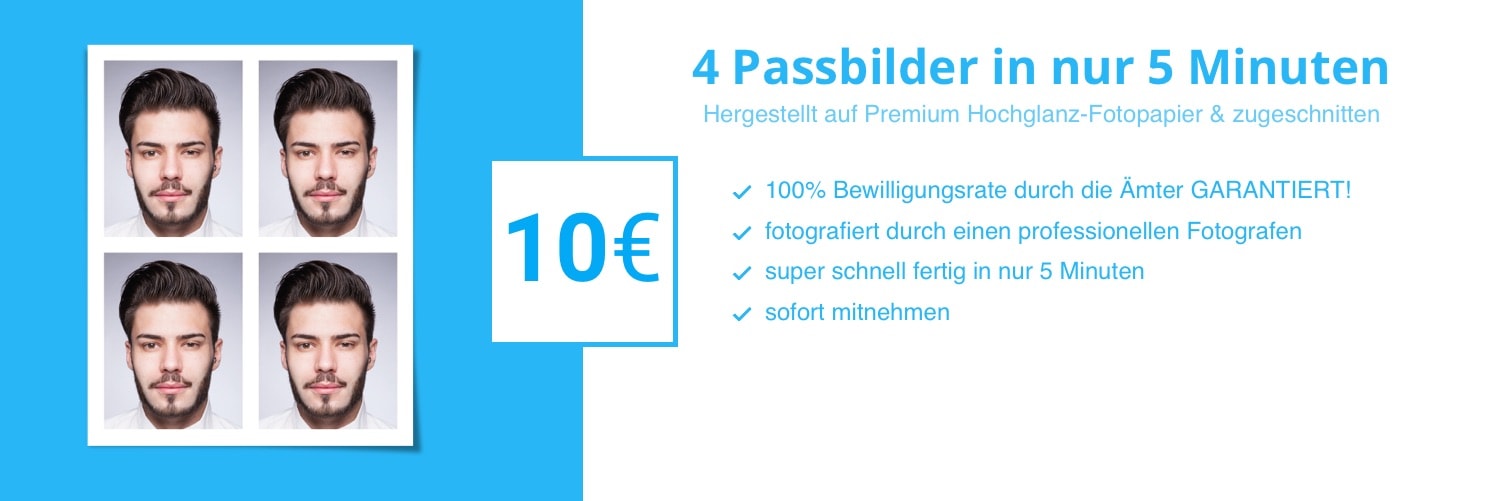 4 Passbilder in nur 5 Minuten
Hergestellt auf Premium Hochglanz-Fotopapier & zugeschnitten
10€
100% Bewilligungsrate durch die Ämter GARANTIERT!
fotografiert durch einen professionellen Fotografen
super schnell fertig in nur 5 Minuten
sofort mitnehmen